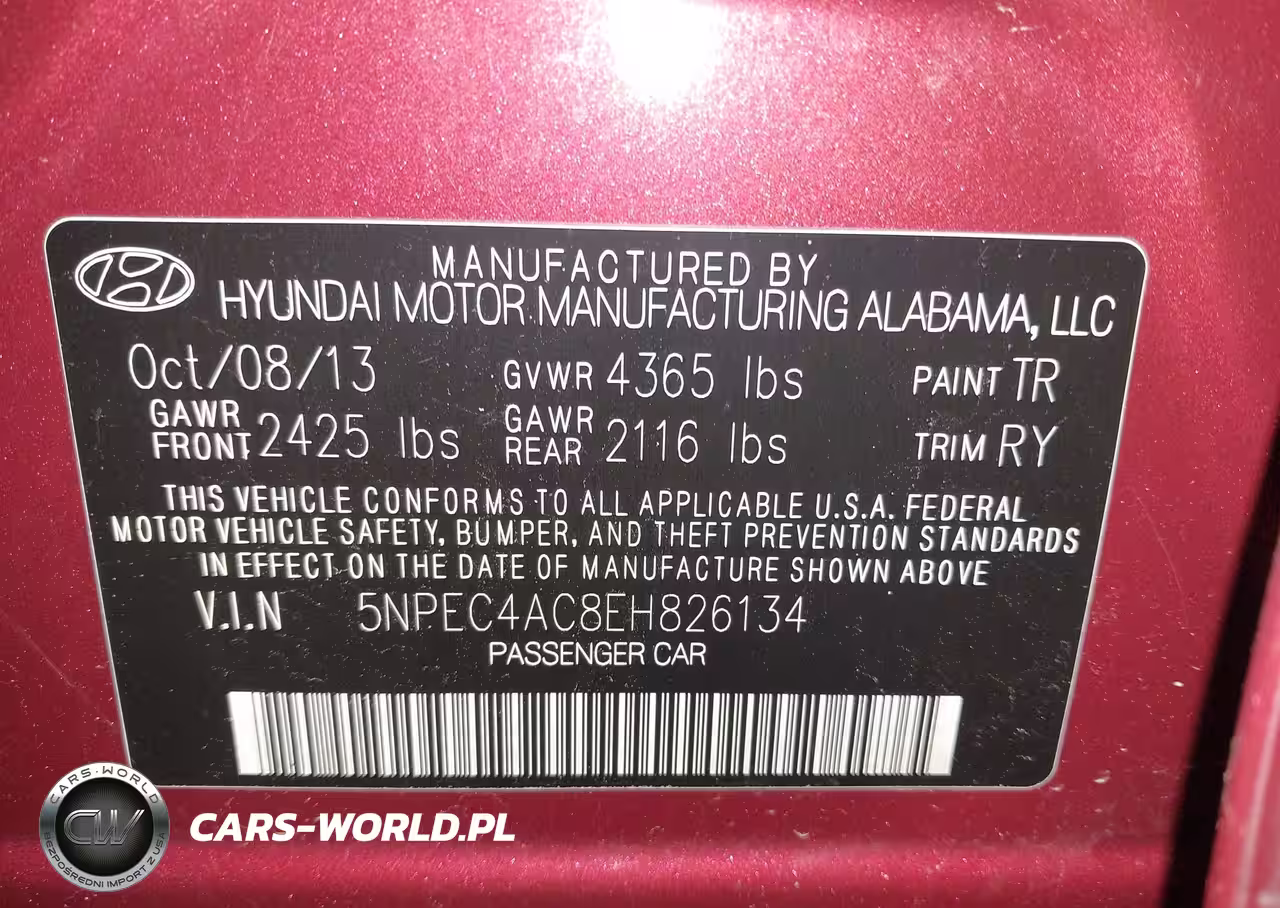 MANUFACTURED BY
HYUNDAI MOTOR MANUFACTURING ALABAMA, LLC
Oct/08/13 GVWR 4365 lbs PAINT TR
GAWR FRONT 2425 lbs GAWR REAR 2116 lbs TRIM RY
THIS VEHICLE CONFORMS TO ALL APPLICABLE U.S.A. FEDERAL
MOTOR VEHICLE SAFETY, BUMPER, AND THEFT PREVENTION STANDARDS
IN EFFECT ON THE DATE OF MANUFACTURE SHOWN ABOVE
V.I.N 5NPEC4AC8EH826134
PASSENGER CAR
CARS-WORLD
CW
BEZPOŚREDNI IMPORT Z USA
CARS-WORLD.PL